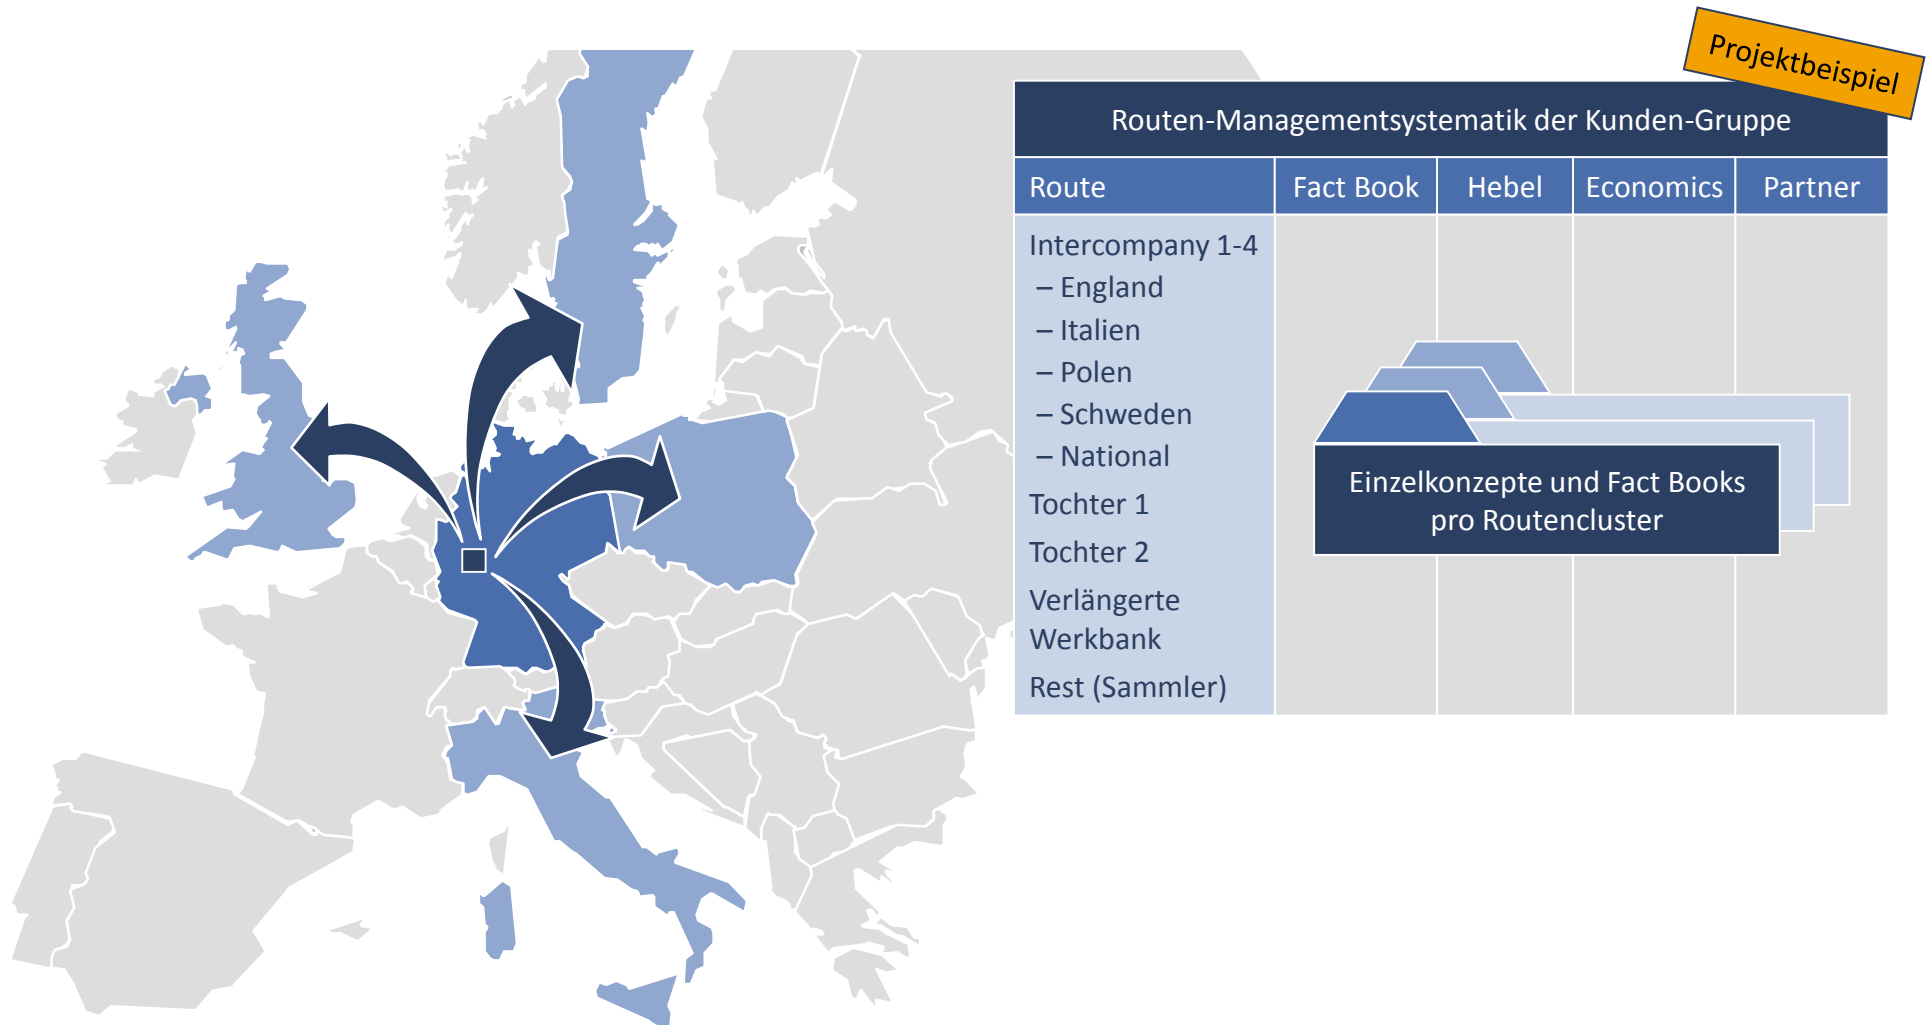 Projektbeispiel
Routen-Managementsystematik der Kunden-Gruppe
Route Fact Book Hebel Economics Partner
Intercompany 1-4
– England
– Italien
– Polen
– Schweden
– National
Tochter 1
Tochter 2
Verlängerte
Werkbank
Rest (Sammler)
Einzelkonzepte und Fact Books
pro Routencluster